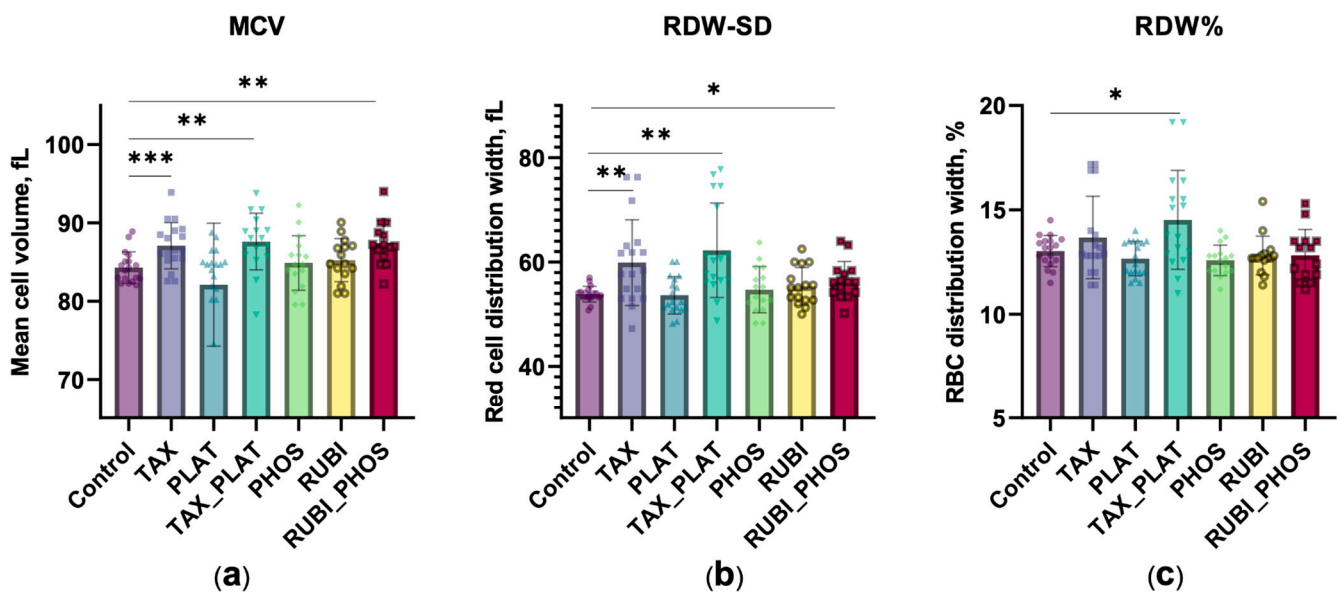 MCV
**
**
***
Mean cell volume, fL
100
90
80
70
Control
TAX
PLAT
TAX_PLAT
PHOS
RUBI
RUBI_PHOS
(a)
RDW-SD
*
**
**
Red cell distribution width, fL
80
60
40
Control
TAX
PLAT
TAX_PLAT
PHOS
RUBI
RUBI_PHOS
(b)
RDW%
*
RBC distribution width, %
20
15
10
5
Control
TAX
PLAT
TAX_PLAT
PHOS
RUBI
RUBI_PHOS
(c)